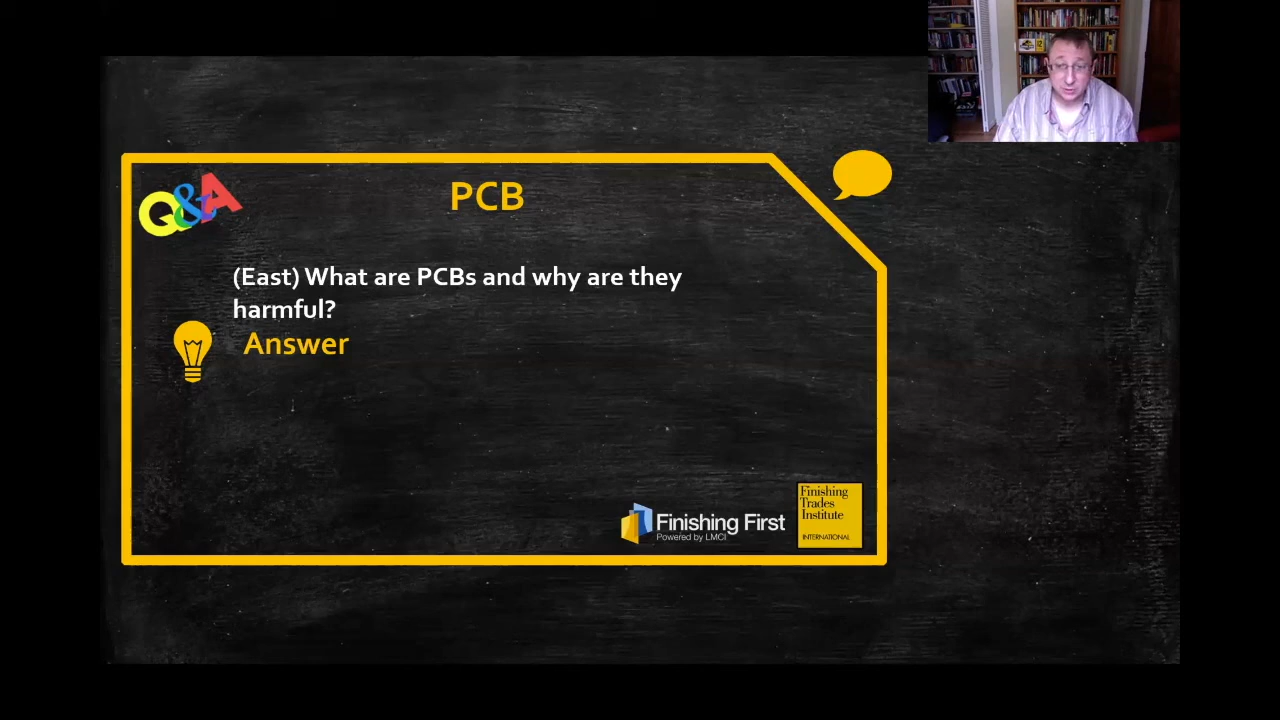 Q&A
PCB
(East) What are PCBs and why are they
harmful?
Answer
Finishing First
Powered by LMCI
Finishing
Trades
Institute
INTERNATIONAL